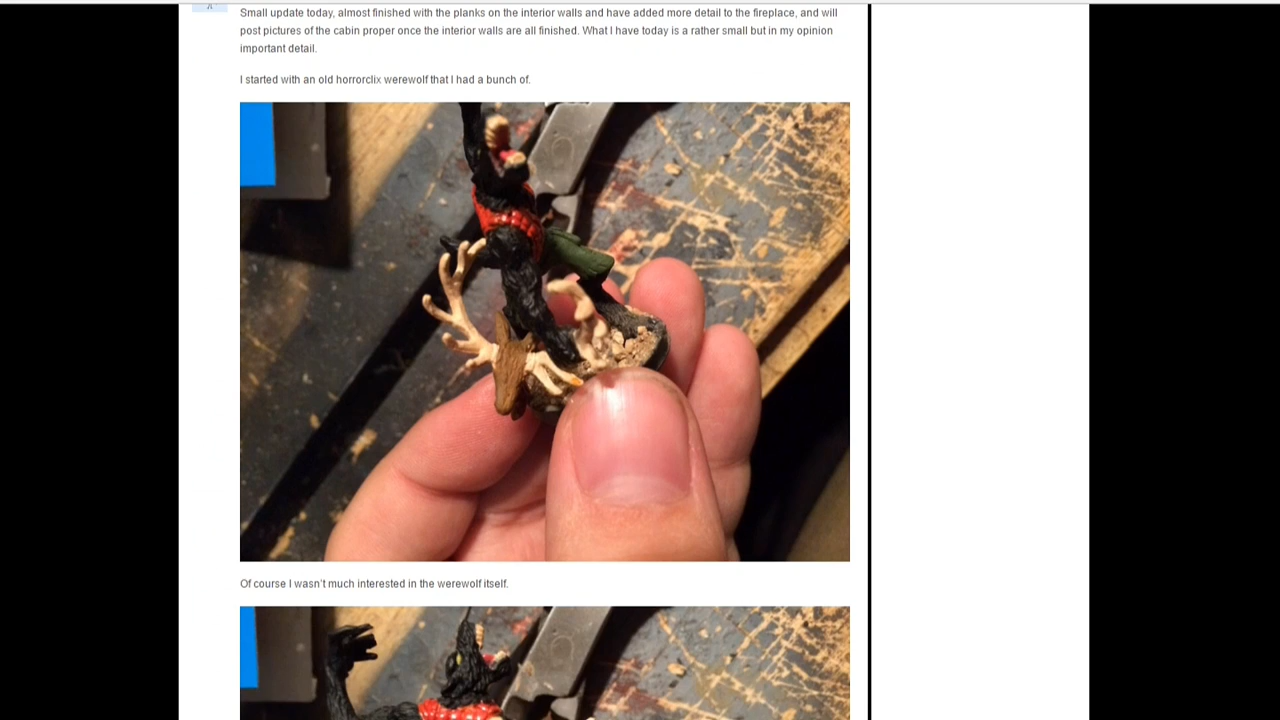 Small update today, almost finished with the planks on the interior walls and have added more detail to the fireplace, and will
post pictures of the cabin proper once the interior walls are all finished. What I have today is a rather small but in my opinion
important detail.
I started with an old horrorclix werewolf that I had a bunch of.
Of course I wasn't much interested in the werewolf itself.